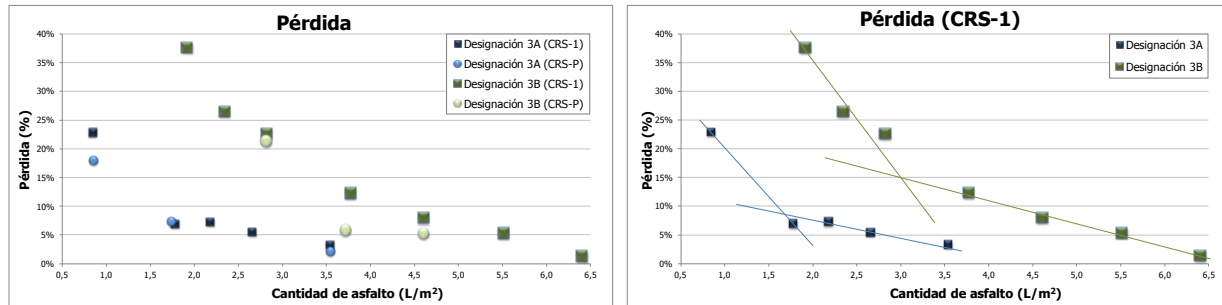 Pérdida
Designación 3A (CRS-1)
Designación 3A (CRS-P)
Designación 3B (CRS-1)
Designación 3B (CRS-P)
Pérdida (%)
40%
35%
30%
25%
20%
15%
10%
5%
0%
0,5 1,0 1,5 2,0 2,5 3,0 3,5 4,0 4,5 5,0 5,5 6,0 6,5
Cantidad de asfalto (L/m²)
Pérdida (CRS-1)
Designación 3A
Designación 3B
Pérdida (%)
40%
35%
30%
25%
20%
15%
10%
5%
0%
0,5 1,0 1,5 2,0 2,5 3,0 3,5 4,0 4,5 5,0 5,5 6,0 6,5
Cantidad de asfalto (L/m²)